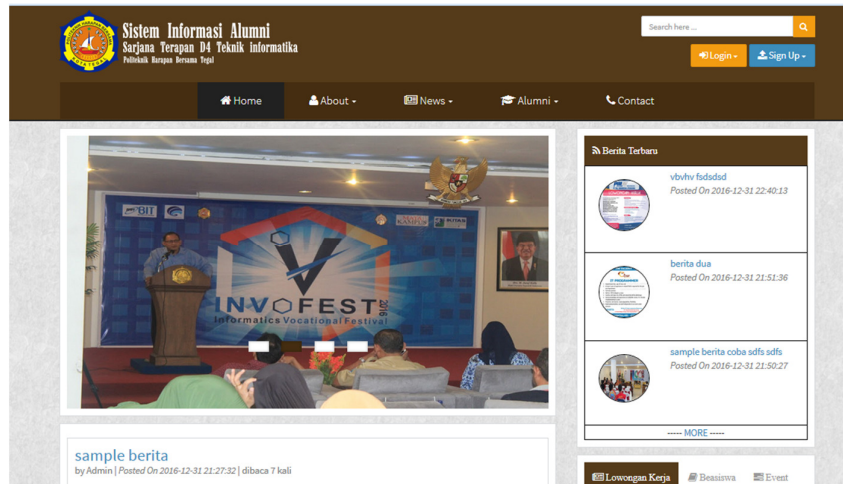 Sistem Informasi Alumni
Sarjana Terapan D4 Teknik Informatika
Politeknik Harapan Bersama Tegal
Search here ...
Login
Sign Up
Home
About
News
Alumni
Contact
BIT
INVOFEST 2016
Informatics Vocational Festival
Berita Terbaru
vbvhv fsdsdsd
Posted On 2016-12-31 22:40:13
berita dua
Posted On 2016-12-31 21:51:36
sample berita coba sdfs sdfs
Posted On 2016-12-31 21:50:27
----- MORE -----
sample berita
by Admin | Posted On 2016-12-31 21:27:32 | dibaca 7 kali
Lowongan Kerja
Beasiswa
Event